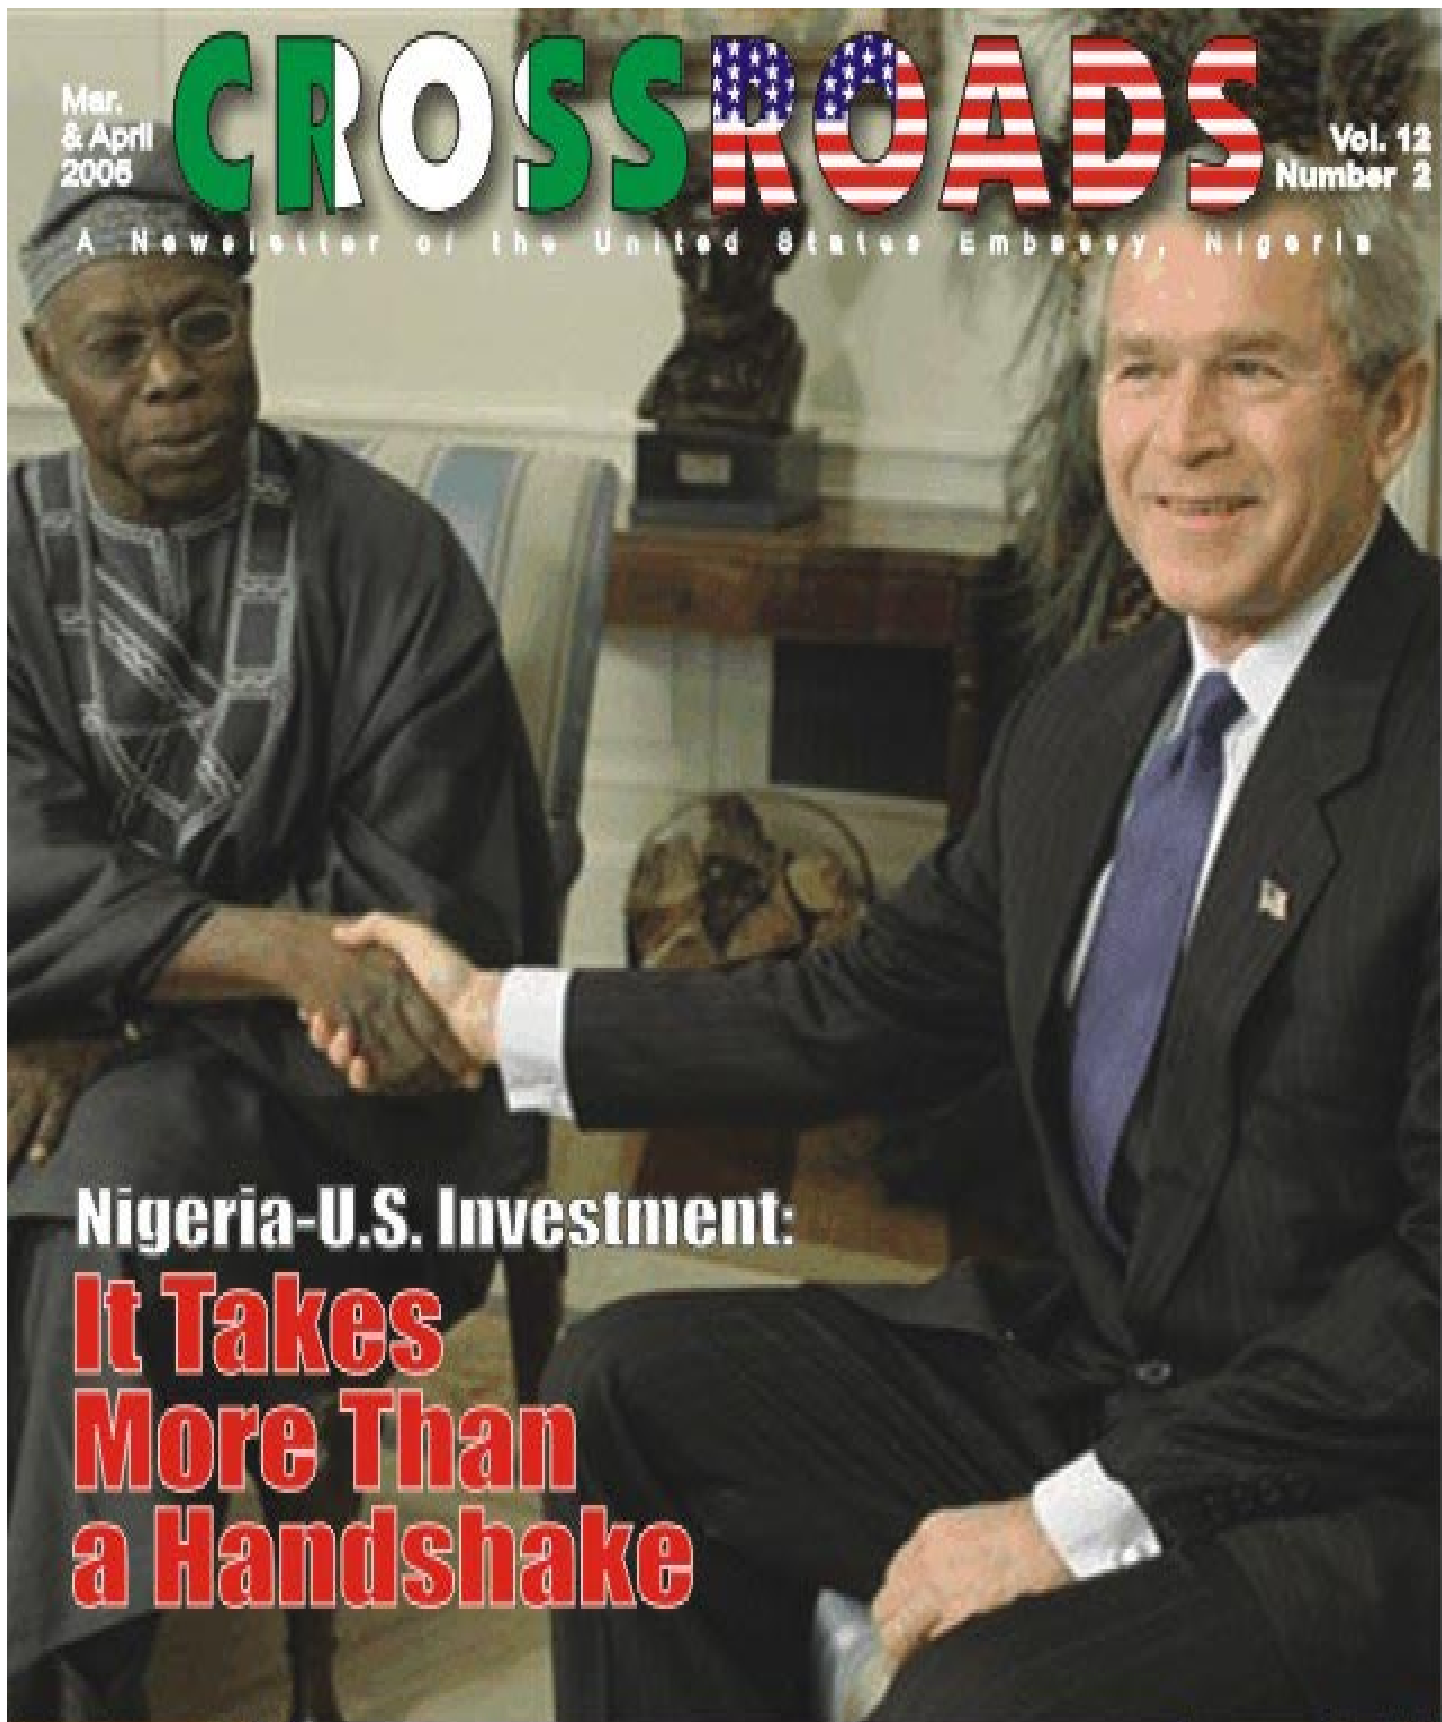 CROSSROADS
Mar.
& April
2006
Vol. 12
Number 2
A Newsletter of the United States Embassy, Nigeria
Nigeria-U.S. Investment:
It Takes
More Than
a Handshake